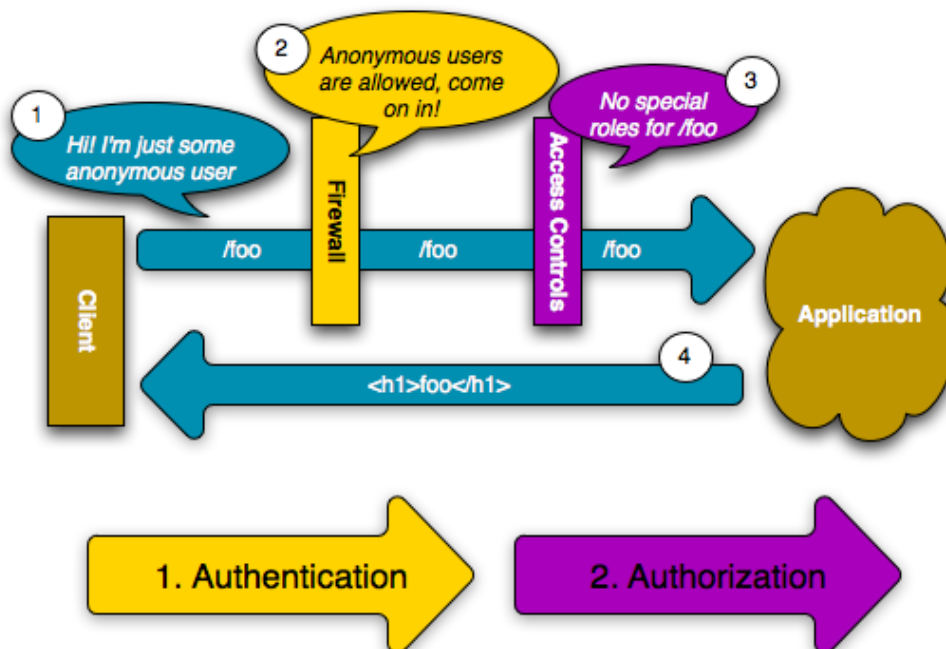 1
Hi! I'm just some
anonymous user
2
Anonymous users
are allowed, come
on in!
3
No special
roles for /foo
Client
Firewall
Access Controls
Application
/foo
/foo
/foo
4
<h1>foo</h1>
1. Authentication
2. Authorization